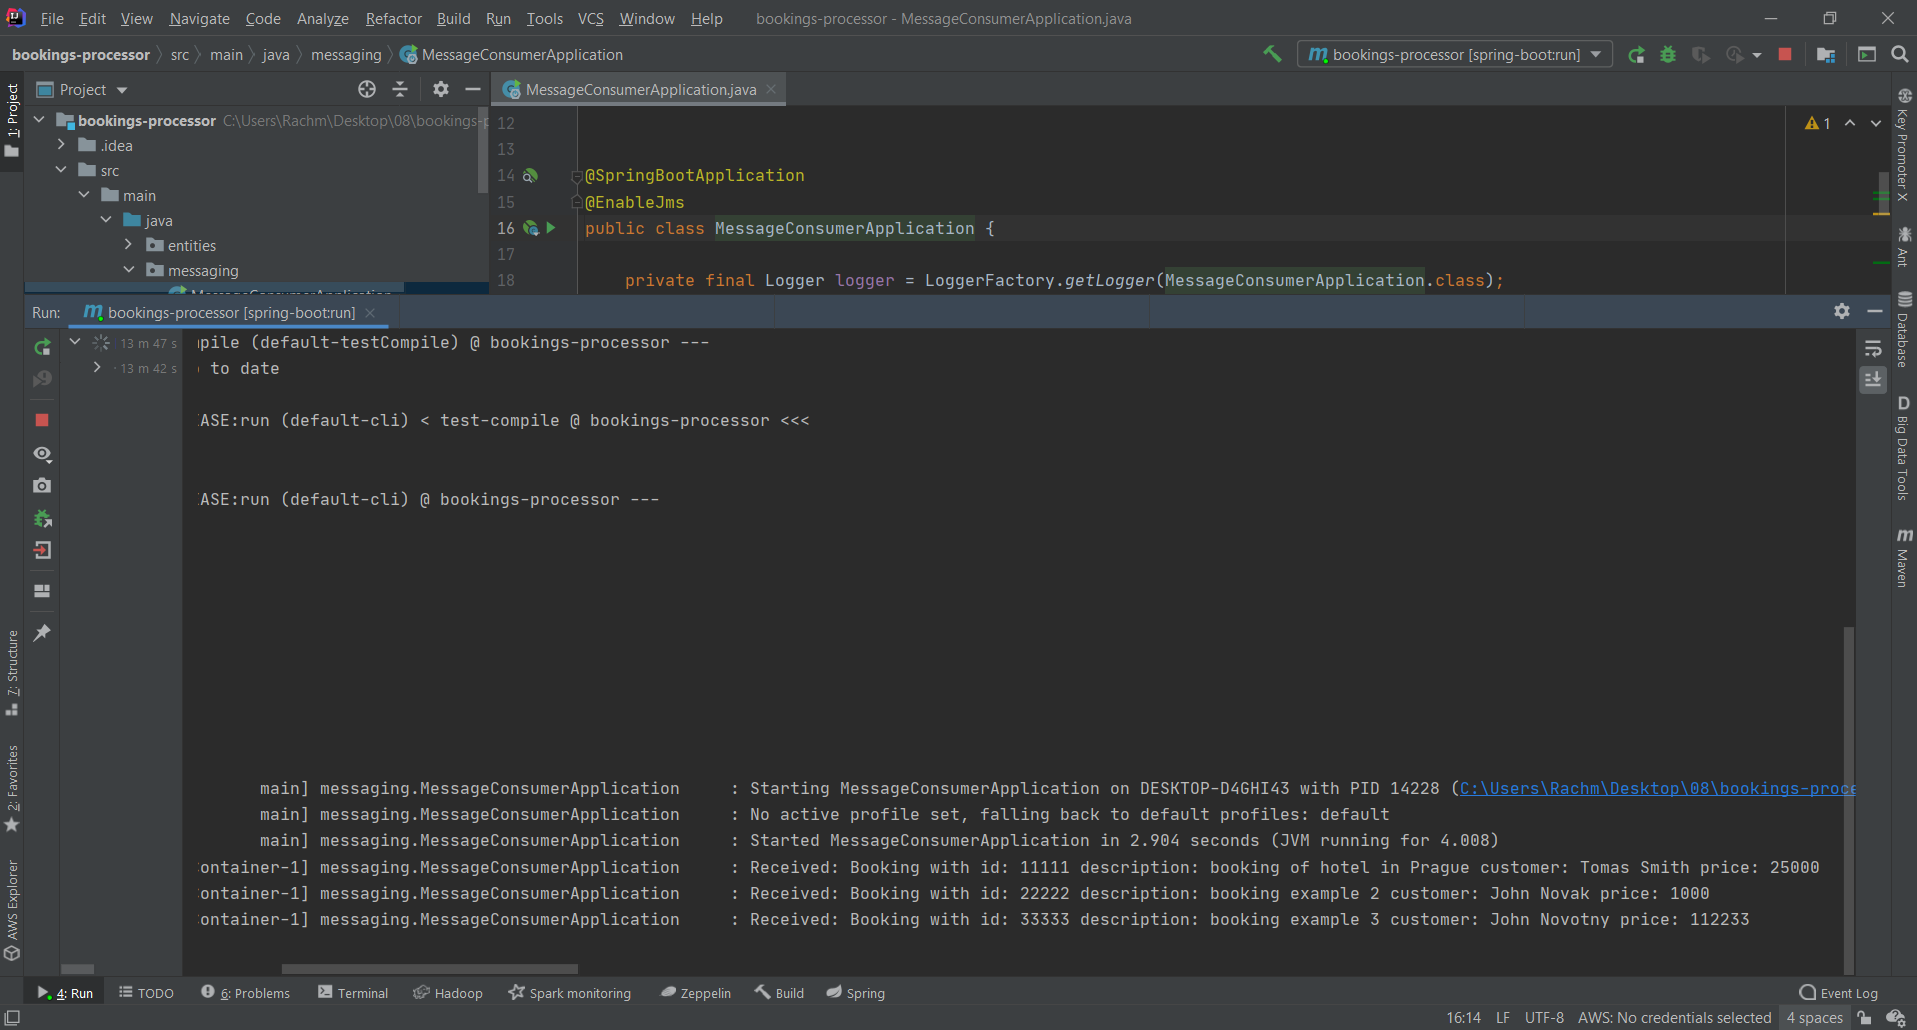 File Edit View Navigate Code Analyze Refactor Build Run Tools VCS Window Help bookings-processor - MessageConsumerApplication.java
bookings-processor src main java messaging MessageConsumerApplication
bookings-processor [spring-boot:run]
1: Project
Project
bookings-processor C:\Users\Rachm\Desktop\08\bookings-p
.idea
src
main
java
entities
messaging
MessageConsumerApplication
MessageConsumerApplication.java
12
13
14 @SpringBootApplication
15 @EnableJms
16 public class MessageConsumerApplication {
17
18 private final Logger logger = LoggerFactory.getLogger(MessageConsumerApplication.class);
1
Key Promoter X
Ant
Database
Big Data Tools
Maven
Run: bookings-processor [spring-boot:run]
13 m 47 s
13 m 42 s
mpile (default-testCompile) @ bookings-processor ---
to date
EASE:run (default-cli) < test-compile @ bookings-processor <<<
EASE:run (default-cli) @ bookings-processor ---
main] messaging.MessageConsumerApplication : Starting MessageConsumerApplication on DESKTOP-D4GHI43 with PID 14228 (C:\Users\Rachm\Desktop\08\bookings-proce
main] messaging.MessageConsumerApplication : No active profile set, falling back to default profiles: default
main] messaging.MessageConsumerApplication : Started MessageConsumerApplication in 2.904 seconds (JVM running for 4.008)
ontainer-1] messaging.MessageConsumerApplication : Received: Booking with id: 11111 description: booking of hotel in Prague customer: Tomas Smith price: 25000
ontainer-1] messaging.MessageConsumerApplication : Received: Booking with id: 22222 description: booking example 2 customer: John Novak price: 1000
ontainer-1] messaging.MessageConsumerApplication : Received: Booking with id: 33333 description: booking example 3 customer: John Novotny price: 112233
7: Structure
2: Favorites
AWS Explorer
4: Run TODO 6: Problems Terminal Hadoop Spark monitoring Zeppelin Build Spring Event Log
16:14 LF UTF-8 AWS: No credentials selected 4 spaces